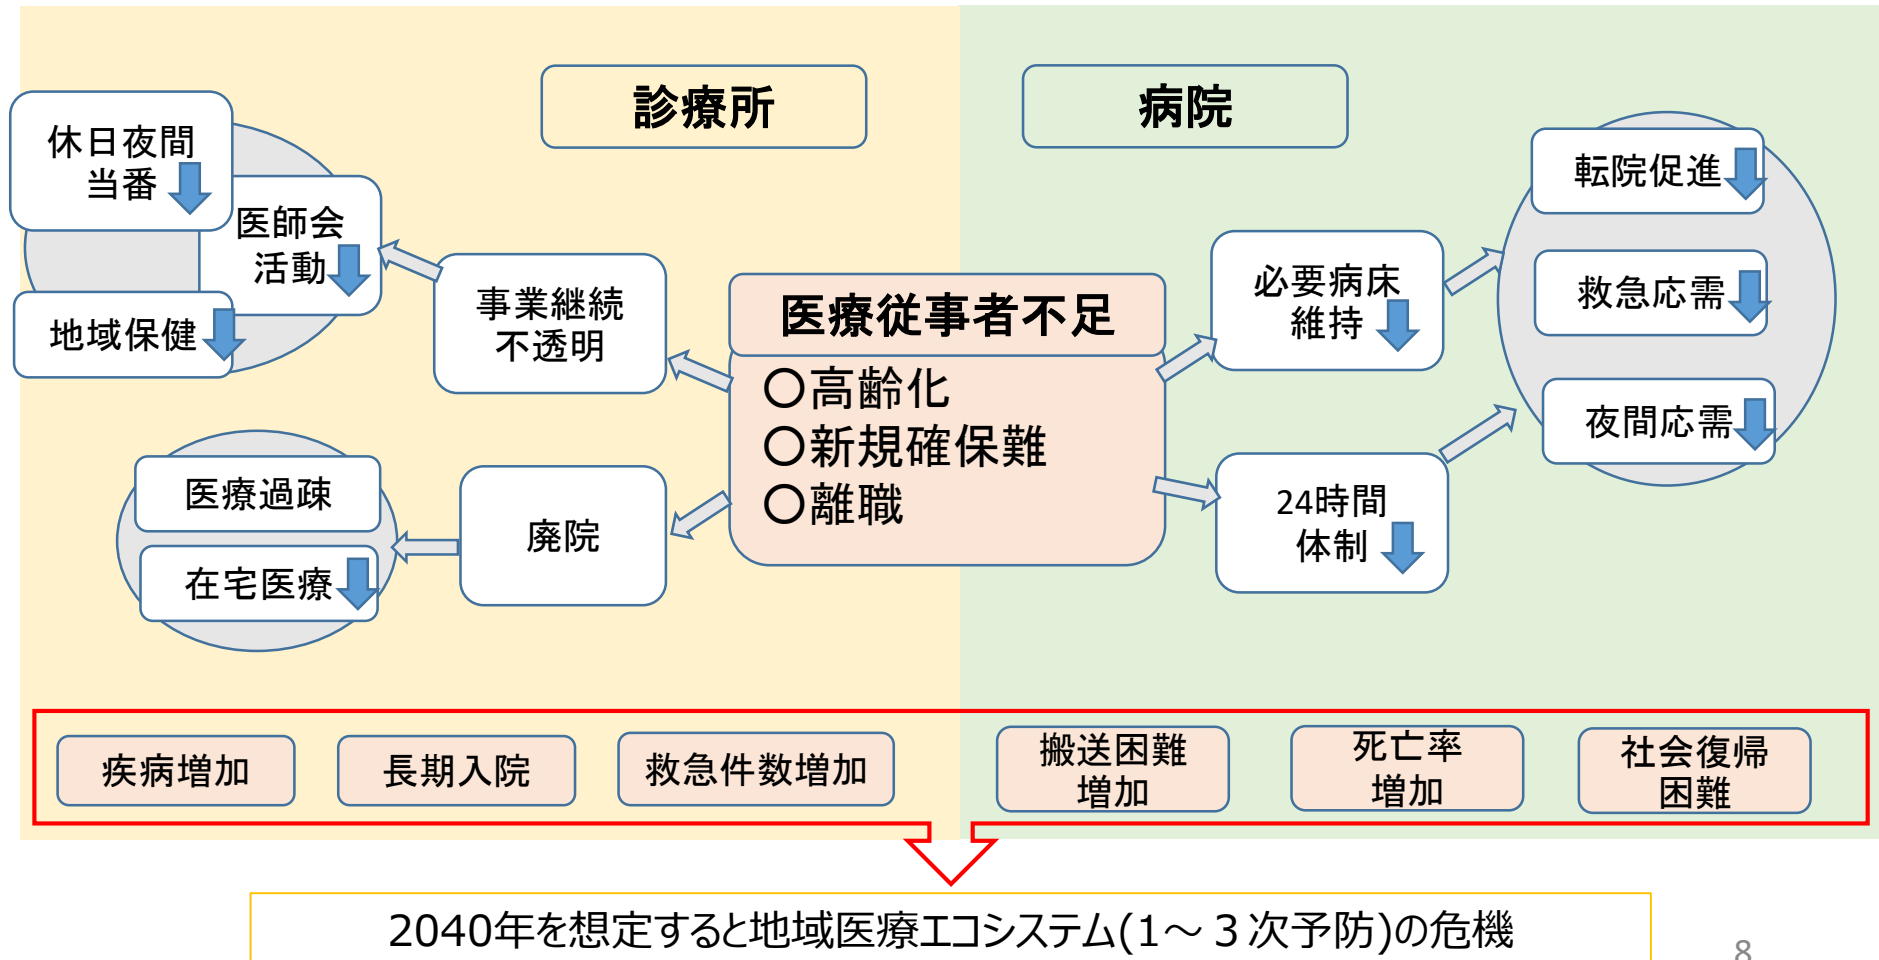 診療所
病院
休日夜間
当番
医師会
活動
地域保健
事業継続
不透明
医療過疎
在宅医療
廃院
医療従事者不足
〇高齢化
〇新規確保難
〇離職
必要病床
維持
24時間
体制
転院促進
救急応需
夜間応需
疾病増加
長期入院
救急件数増加
搬送困難
増加
死亡率
増加
社会復帰
困難
2040年を想定すると地域医療エコシステム(1～３次予防)の危機
8